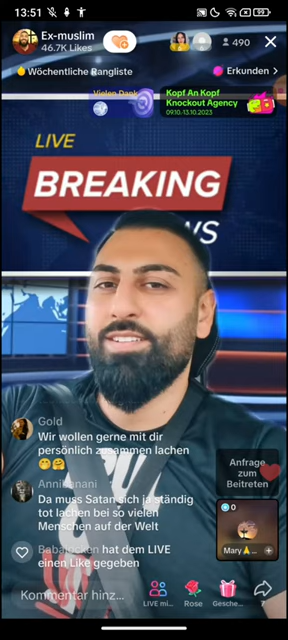 13:51
99
Ex-muslim
46.7K Likes
490
Wöchentliche Rangliste
Erkunden >
Vielen Dank
Kopf An Kopf
Knockout Agency
09.10.-13.10.2023
LIVE
BREAKING
WS
Gold
Wir wollen gerne mit dir
persönlich zusammen lachen
Da muss Satan sich ja ständig
tot lachen bei so vielen
Menschen auf der Welt
hat dem LIVE
einen Like gegeben
Anfrage
zum
Beitreten
0
Mary
Kommentar hinz...
LIVE mi...
Rose
Gesche...
7